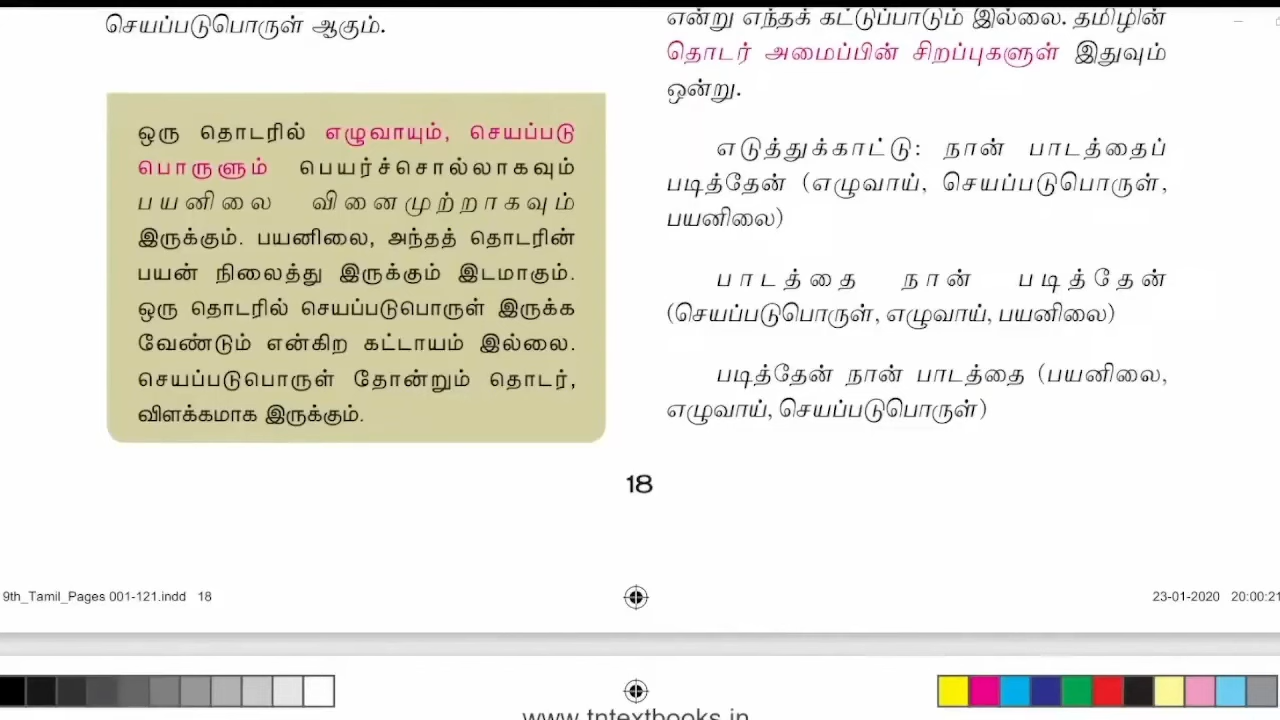 செயப்படுபொருள் ஆகும்.
ஒரு தொடரில் எழுவாயும், செயப்படு
பொருளும் பெயர்ச்சொல்லாகவும்
பயனிலை வினைமுற்றாகவும்
இருக்கும். பயனிலை, அந்தத் தொடரின்
பயன் நிலைத்து இருக்கும் இடமாகும்.
ஒரு தொடரில் செயப்படுபொருள் இருக்க
வேண்டும் என்கிற கட்டாயம் இல்லை.
செயப்படுபொருள் தோன்றும் தொடர்,
விளக்கமாக இருக்கும்.
என்று எந்தக் கட்டுப்பாடும் இல்லை. தமிழின்
தொடர் அமைப்பின் சிறப்புகளுள் இதுவும்
ஒன்று.
எடுத்துக்காட்டு: நான் பாடத்தைப்
படித்தேன் (எழுவாய், செயப்படுபொருள்,
பயனிலை)
பாடத்தை நான் படித்தேன்
(செயப்படுபொருள், எழுவாய், பயனிலை)
படித்தேன் நான் பாடத்தை (பயனிலை,
எழுவாய், செயப்படுபொருள்)
18
9th_Tamil_Pages 001-121.indd 18
23-01-2020 20:00:21
www.tntextbooks.in